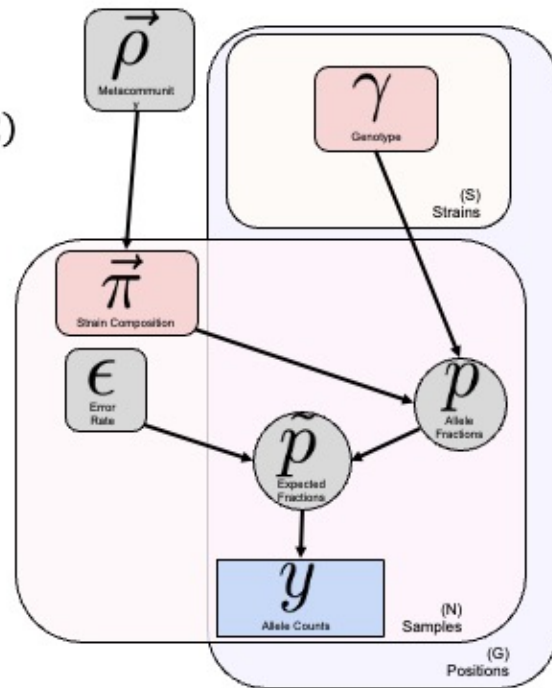 )
ρ⃗
Metacommunit
y
γ
Genotype
(S)
Strains
π⃗
Strain Composition
ϵ
Error
Rate
p
Allele
Fractions
p̃
Expected
Fractions
y
Allele Counts
(N)
Samples
(G)
Positions